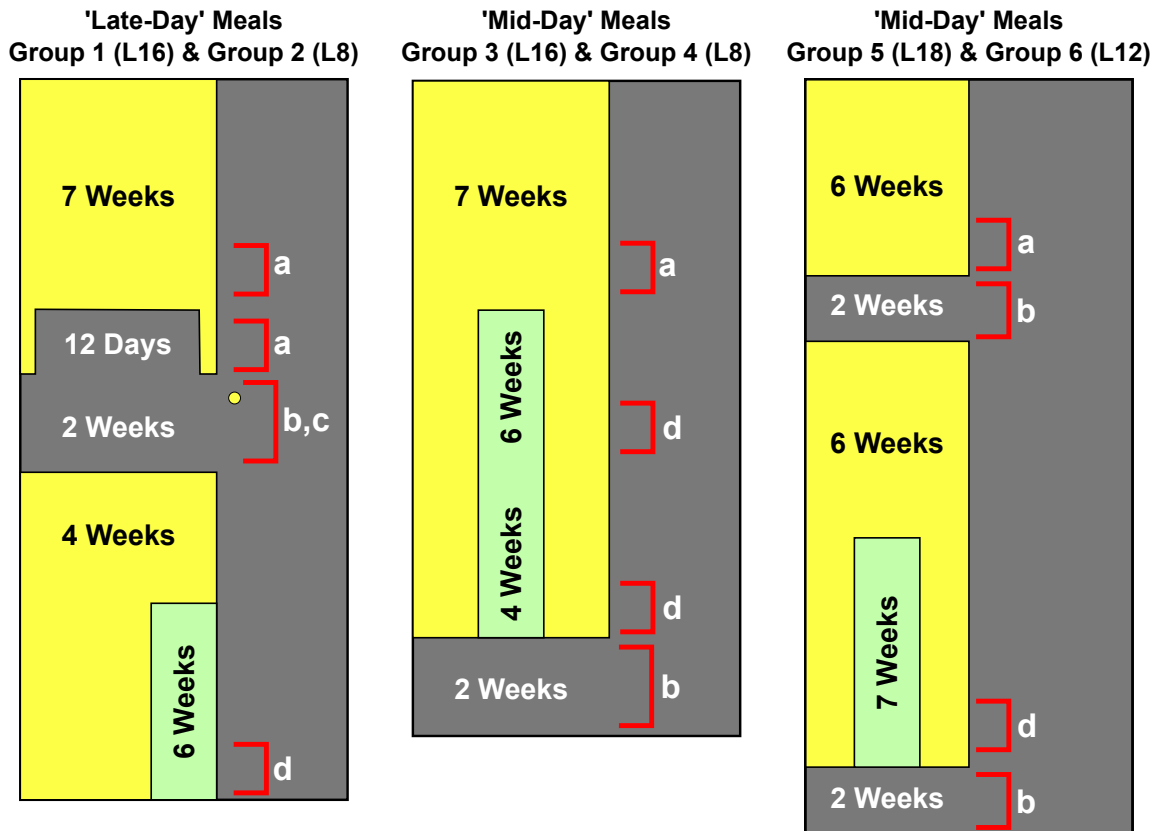 'Late-Day' Meals
Group 1 (L16) & Group 2 (L8)
7 Weeks
a
12 Days
a
2 Weeks
b,c
4 Weeks
6 Weeks
d
'Mid-Day' Meals
Group 3 (L16) & Group 4 (L8)
7 Weeks
a
6 Weeks
d
4 Weeks
d
2 Weeks
b
'Mid-Day' Meals
Group 5 (L18) & Group 6 (L12)
6 Weeks
a
2 Weeks
b
6 Weeks
7 Weeks
d
2 Weeks
b